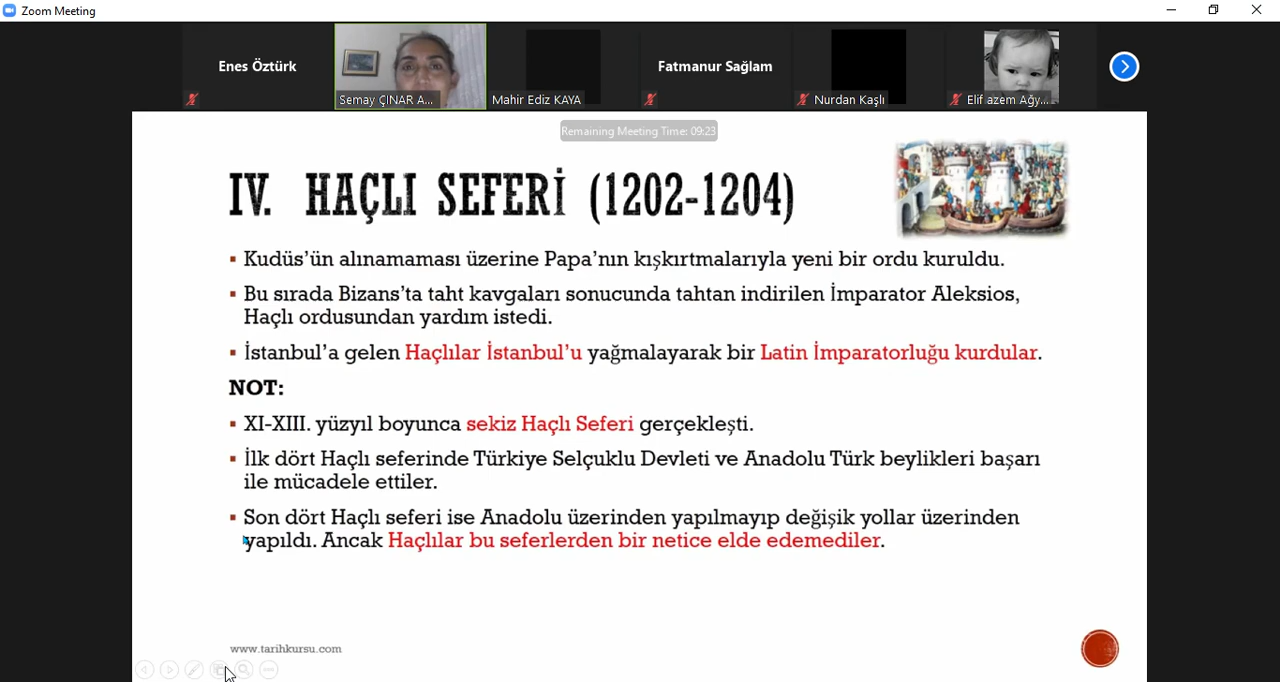 Zoom Meeting
Enes Öztürk
Semay ÇINAR A...
Mahir Ediz KAYA
Fatmanur Sağlam
Nurdan Kaşlı
Elif azem Ağy...
Remaining Meeting Time: 09:23
IV. HAÇLI SEFERİ (1202-1204)
▪ Kudüs’ün alınamaması üzerine Papa’nın kışkırtmalarıyla yeni bir ordu kuruldu.
▪ Bu sırada Bizans’ta taht kavgaları sonucunda tahtan indirilen İmparator Aleksios,
Haçlı ordusundan yardım istedi.
▪ İstanbul’a gelen Haçlılar İstanbul’u yağmalayarak bir Latin İmparatorluğu kurdular.
NOT:
▪ XI-XIII. yüzyıl boyunca sekiz Haçlı Seferi gerçekleşti.
▪ İlk dört Haçlı seferinde Türkiye Selçuklu Devleti ve Anadolu Türk beylikleri başarı
ile mücadele ettiler.
▪ Son dört Haçlı seferi ise Anadolu üzerinden yapılmayıp değişik yollar üzerinden
yapıldı. Ancak Haçlılar bu seferlerden bir netice elde edemediler.
www.tarihkursu.com